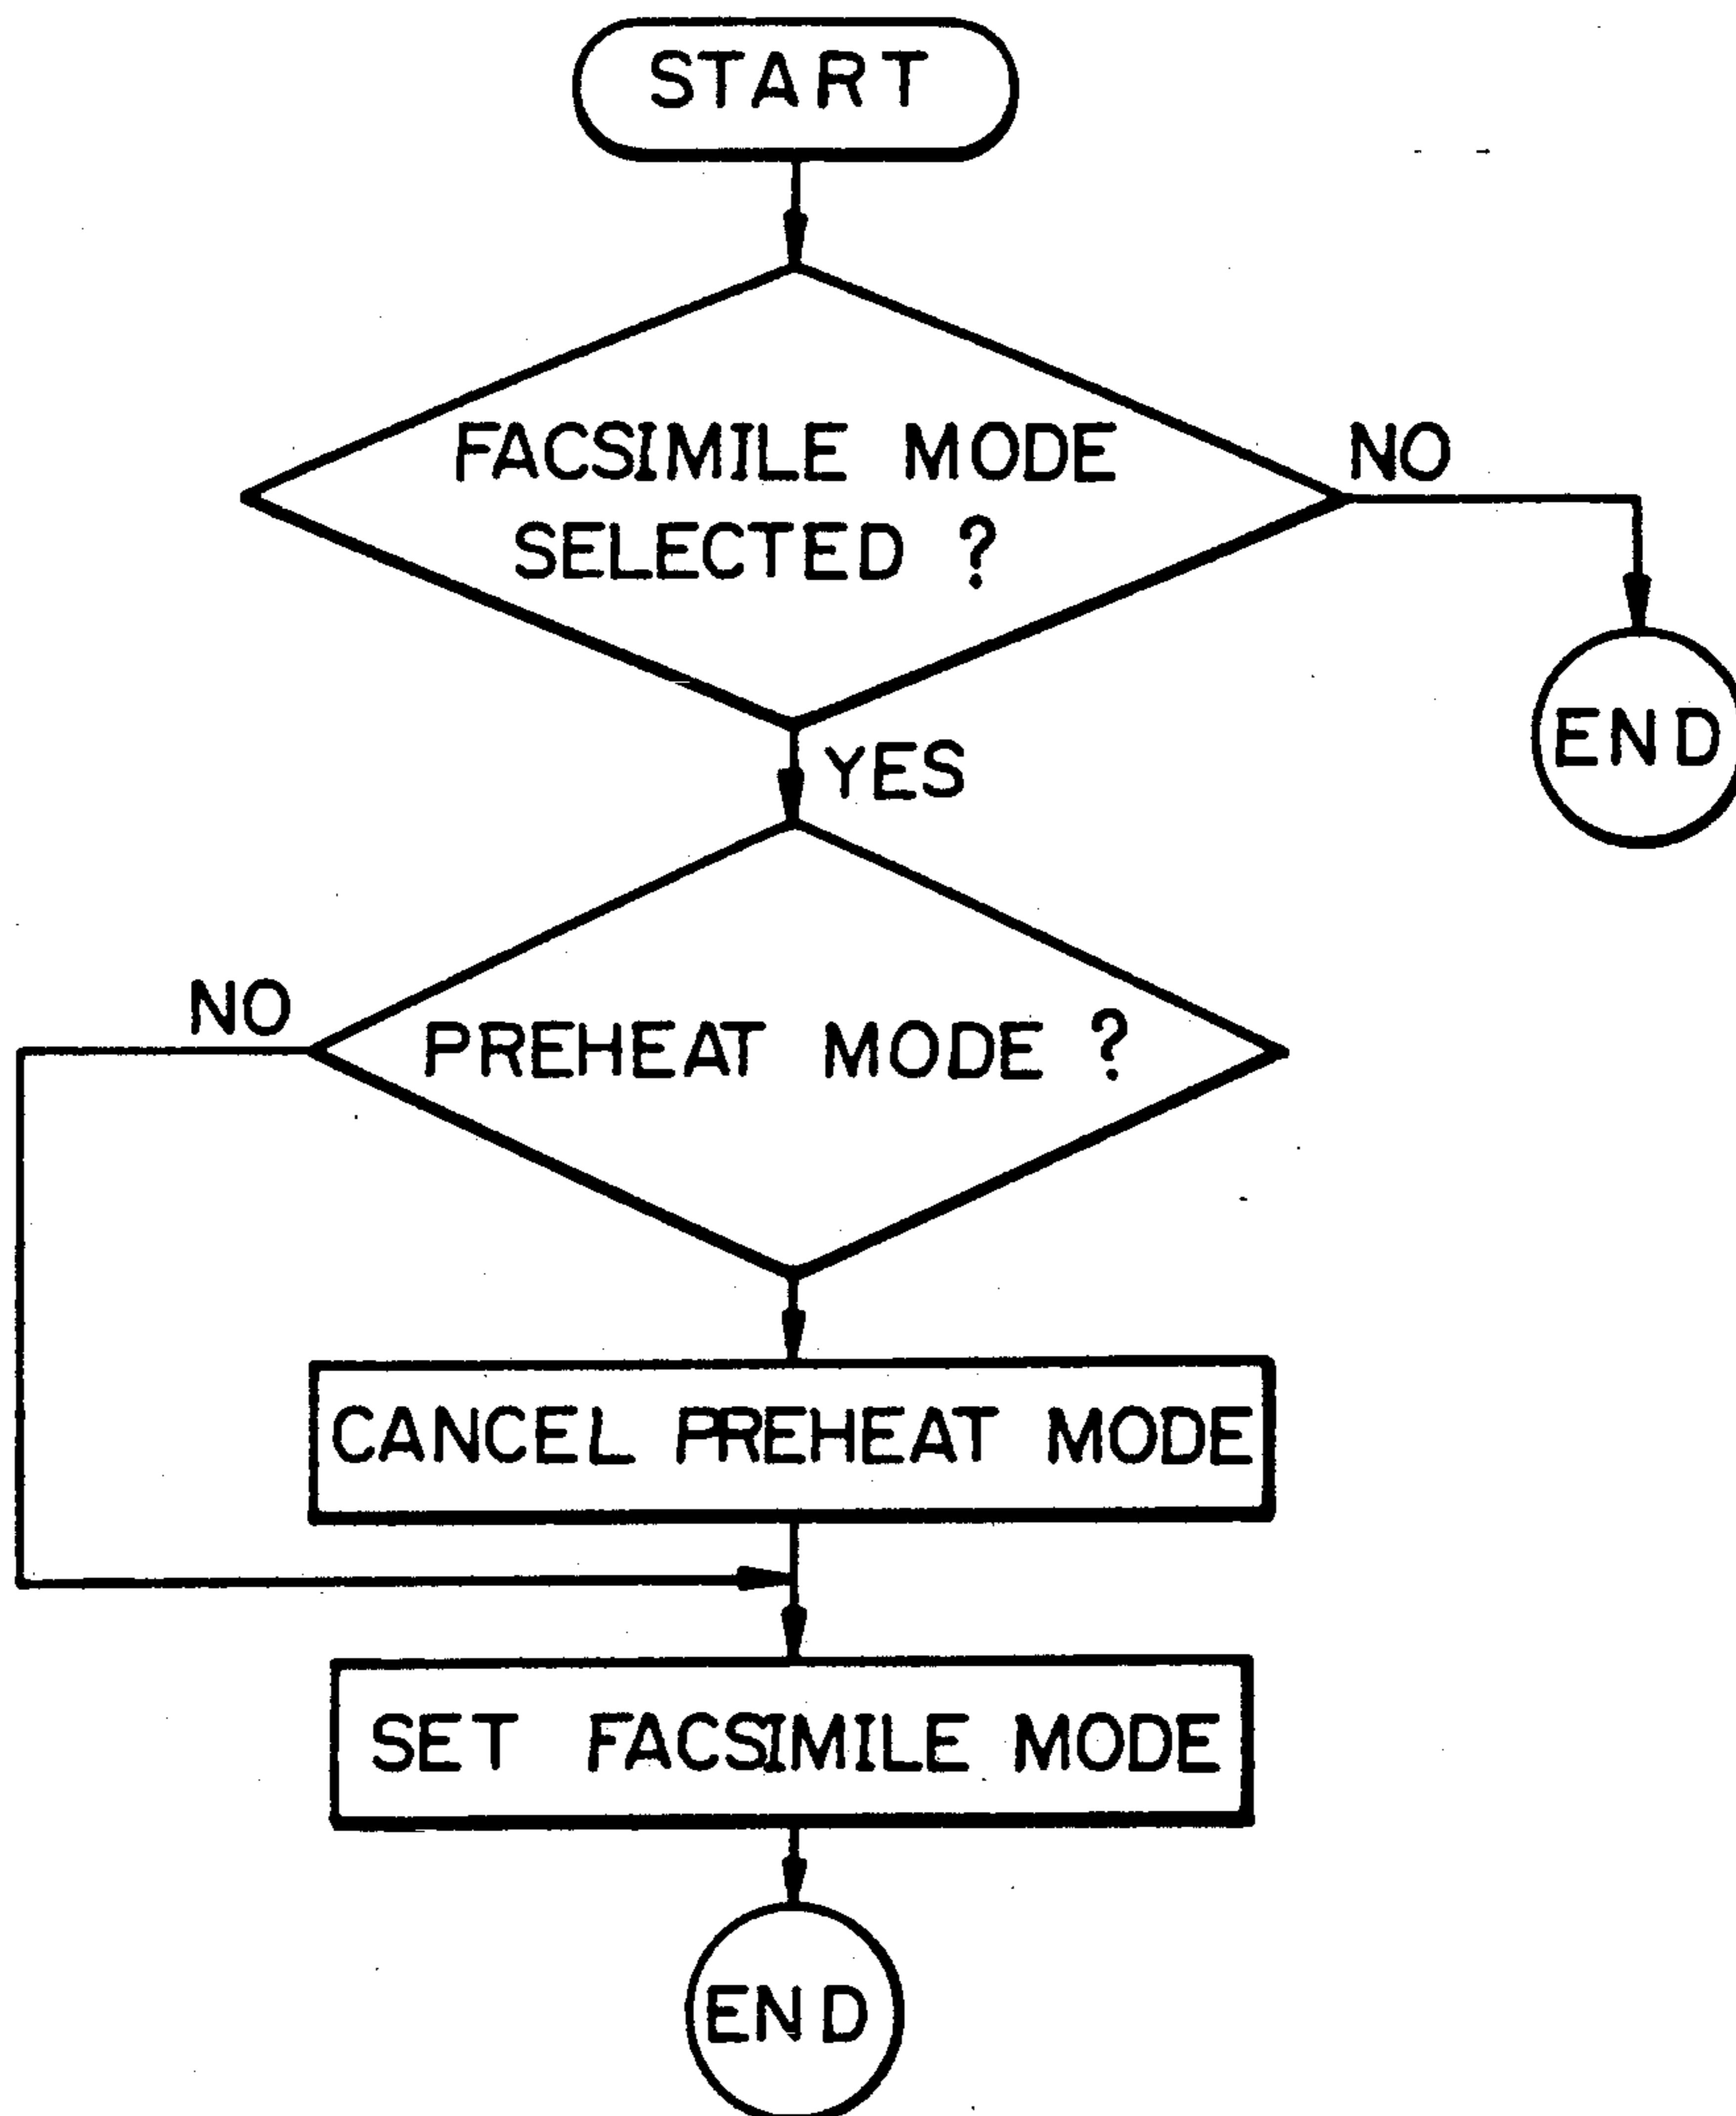 START
FACSIMILE MODE
SELECTED ?
NO
END
YES
NO
PREHEAT MODE ?
CANCEL PREHEAT MODE
SET FACSIMILE MODE
END